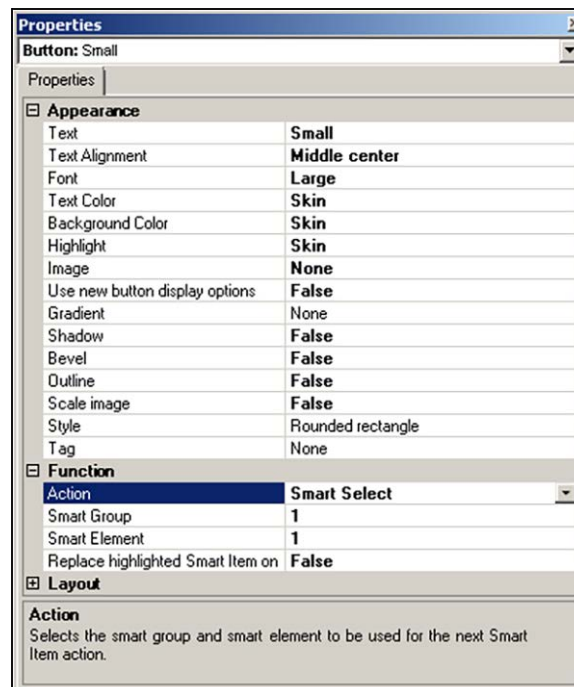 Properties
Button: Small
Properties
Appearance
Text Small
Text Alignment Middle center
Font Large
Text Color Skin
Background Color Skin
Highlight Skin
Image None
Use new button display options False
Gradient None
Shadow False
Bevel False
Outline False
Scale image False
Style Rounded rectangle
Tag None
Function
Action Smart Select
Smart Group 1
Smart Element 1
Replace highlighted Smart Item on False
Layout
Action
Selects the smart group and smart element to be used for the next Smart
Item action.